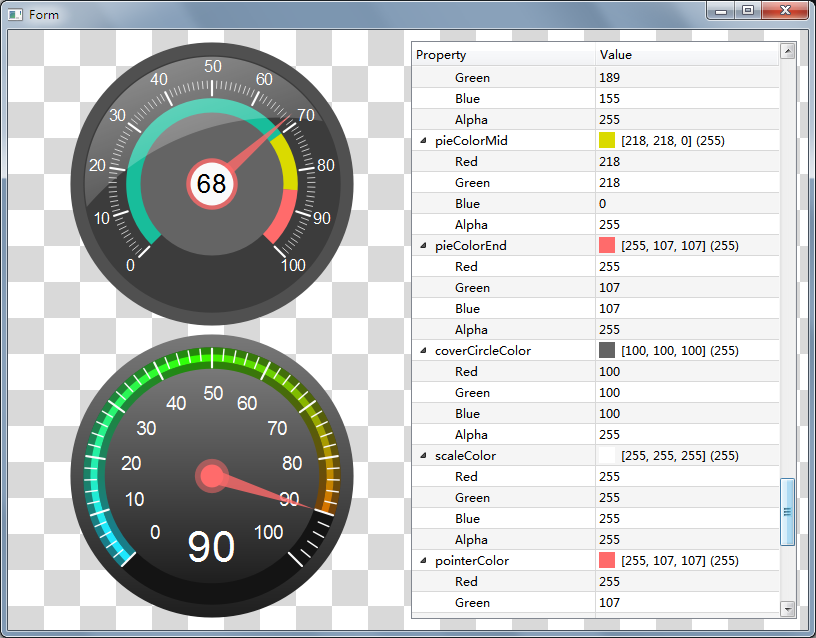 Form
50
40
60
30
70
20
80
68
10
90
0
100
50
40
60
30
70
20
80
10
90
0
100
90
Property Value
Green 189
Blue 155
Alpha 255
pieColorMid [218, 218, 0] (255)
Red 218
Green 218
Blue 0
Alpha 255
pieColorEnd [255, 107, 107] (255)
Red 255
Green 107
Blue 107
Alpha 255
coverCircleColor [100, 100, 100] (255)
Red 100
Green 100
Blue 100
Alpha 255
scaleColor [255, 255, 255] (255)
Red 255
Green 255
Blue 255
Alpha 255
pointerColor [255, 107, 107] (255)
Red 255
Green 107